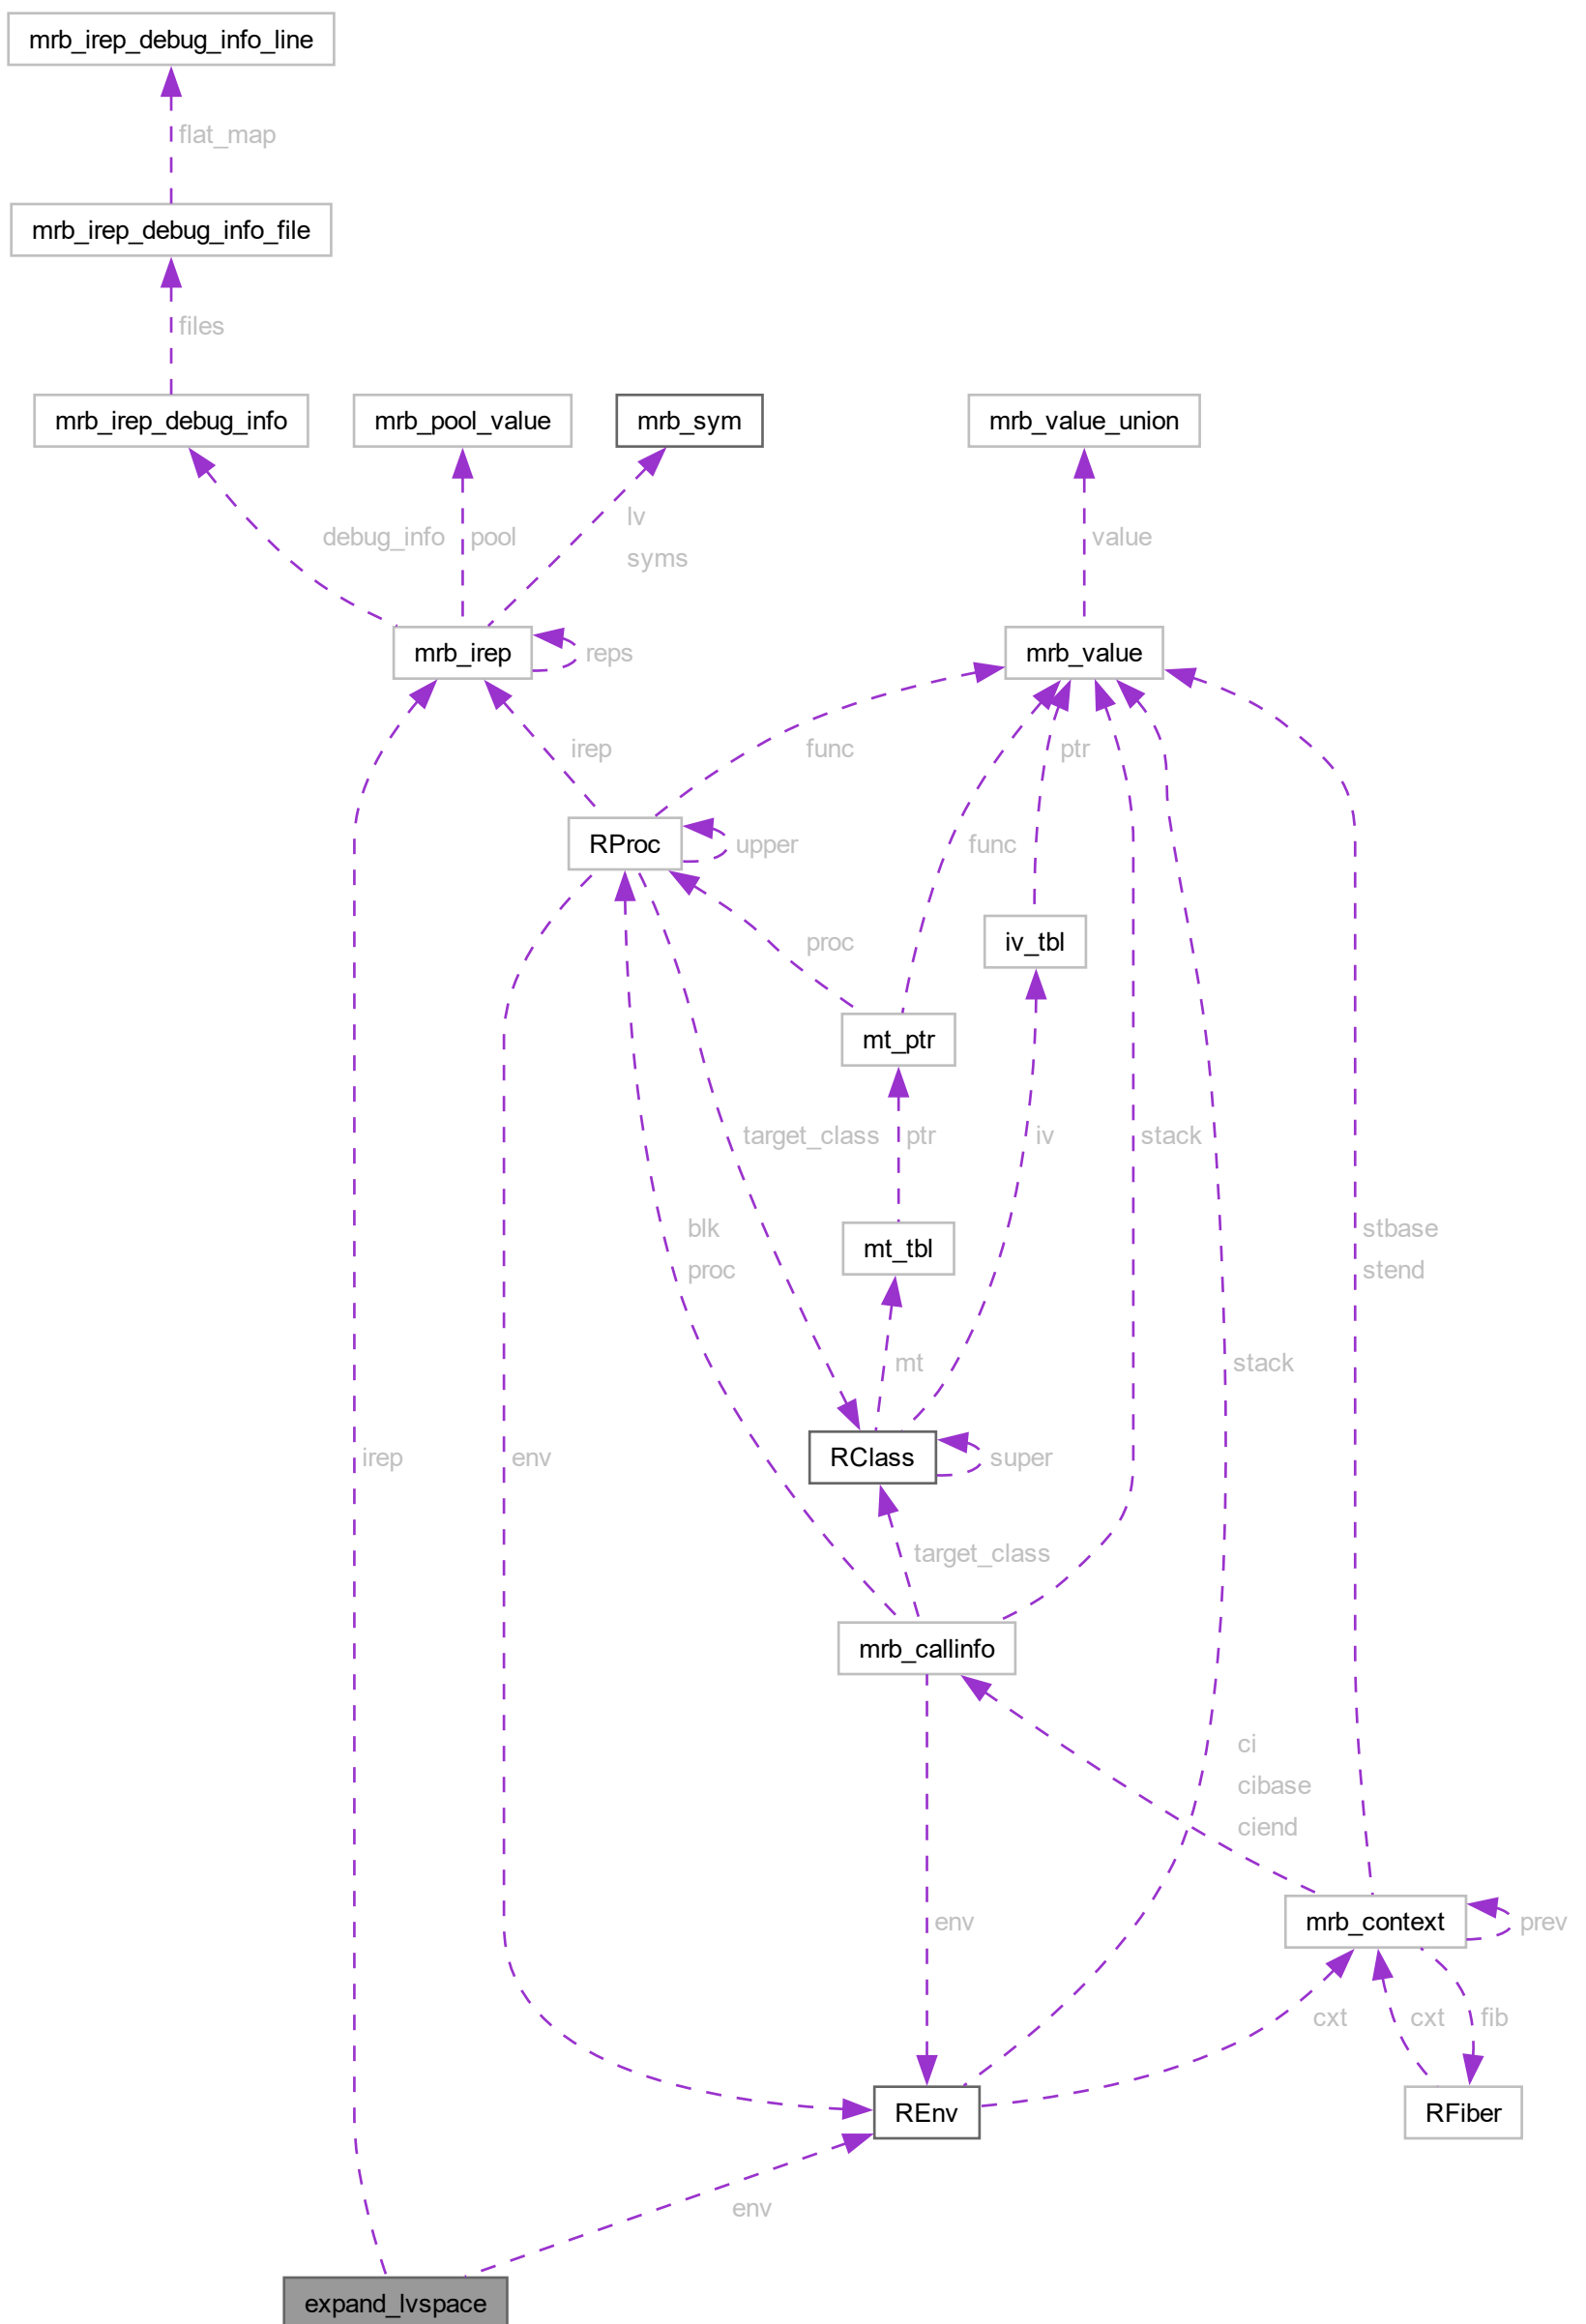 mrb_irep_debug_info_line
flat_map
mrb_irep_debug_info_file
files
mrb_irep_debug_info
mrb_pool_value
mrb_sym
mrb_value_union
lv
debug_info
pool
value
syms
mrb_irep
reps
mrb_value
irep
func
ptr
RProc
upper
func
proc
iv_tbl
mt_ptr
target_class
ptr
iv
stack
blk
stbase
mt_tbl
proc
stend
mt
stack
irep
env
RClass
super
target_class
mrb_callinfo
ci
cibase
ciend
env
mrb_context
prev
cxt
cxt
fib
REnv
RFiber
env
expand_lvspace